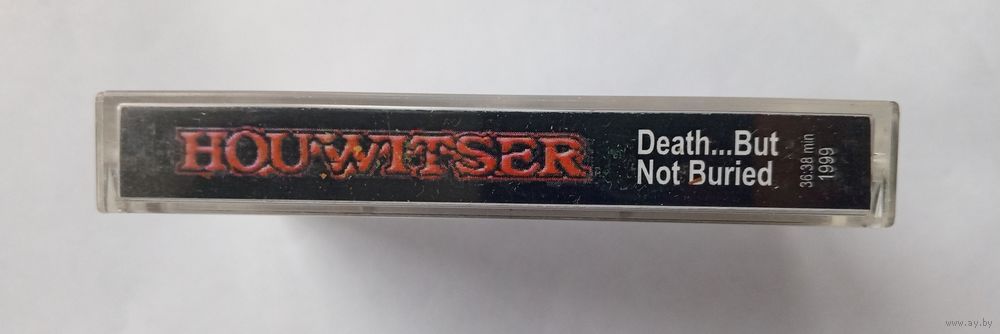 HOUWITSER
Death...But
Not Buried
36:38 min
1999
www.ay.by